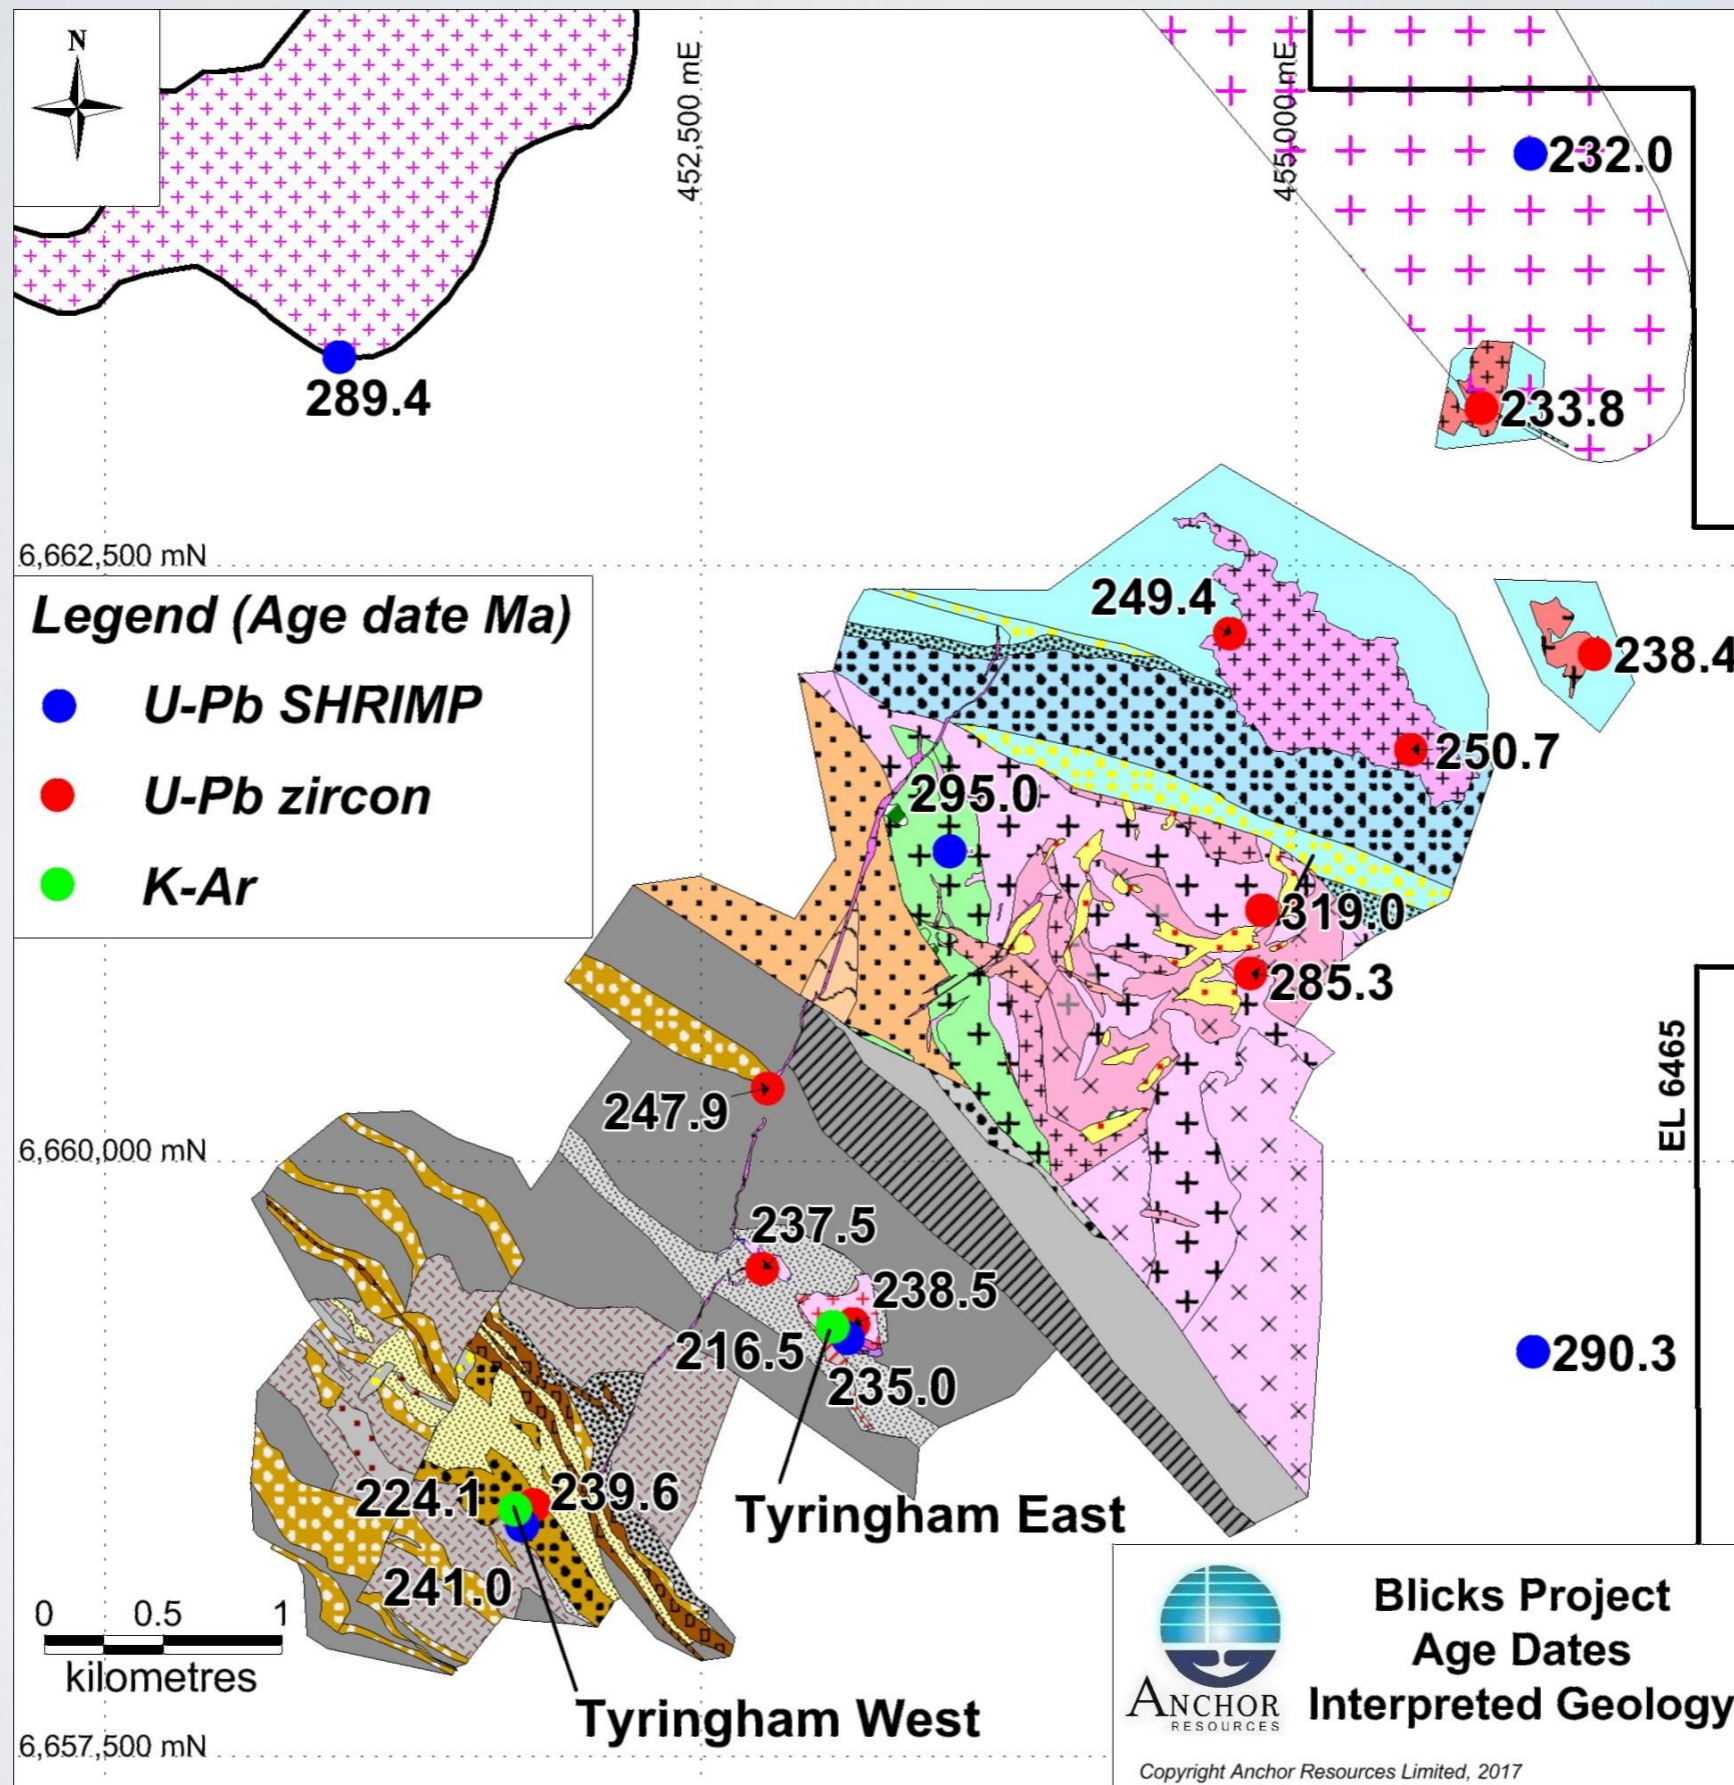 N
452,500 mE
455,000 mE
232.0
289.4
233.8
6,662,500 mN
Legend (Age date Ma)
U-Pb SHRIMP
U-Pb zircon
K-Ar
249.4
238.4
250.7
295.0
319.0
285.3
247.9
EL 6465
6,660,000 mN
237.5
238.5
216.5
235.0
290.3
224.1
239.6
Tyringham East
241.0
0 0.5 1
kilometres
Tyringham West
6,657,500 mN
Blicks Project
Age Dates
Interpreted Geology
ANCHOR
RESOURCES
Copyright Anchor Resources Limited, 2017